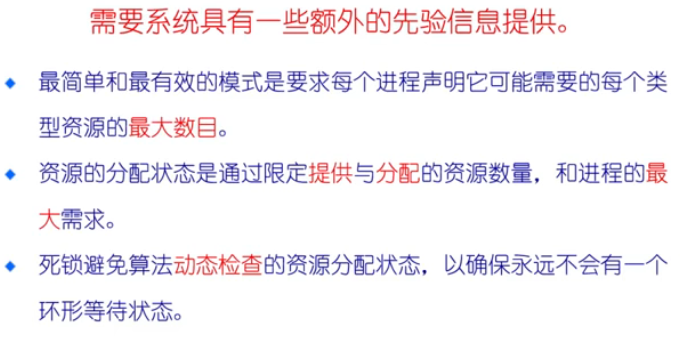 需要系统具有一些额外的先验信息提供。
最简单和最有效的模式是要求每个进程声明它可能需要的每个类
型资源的最大数目。
资源的分配状态是通过限定提供与分配的资源数量，和进程的最
大需求。
死锁避免算法动态检查的资源分配状态，以确保永远不会有一个
环形等待状态。